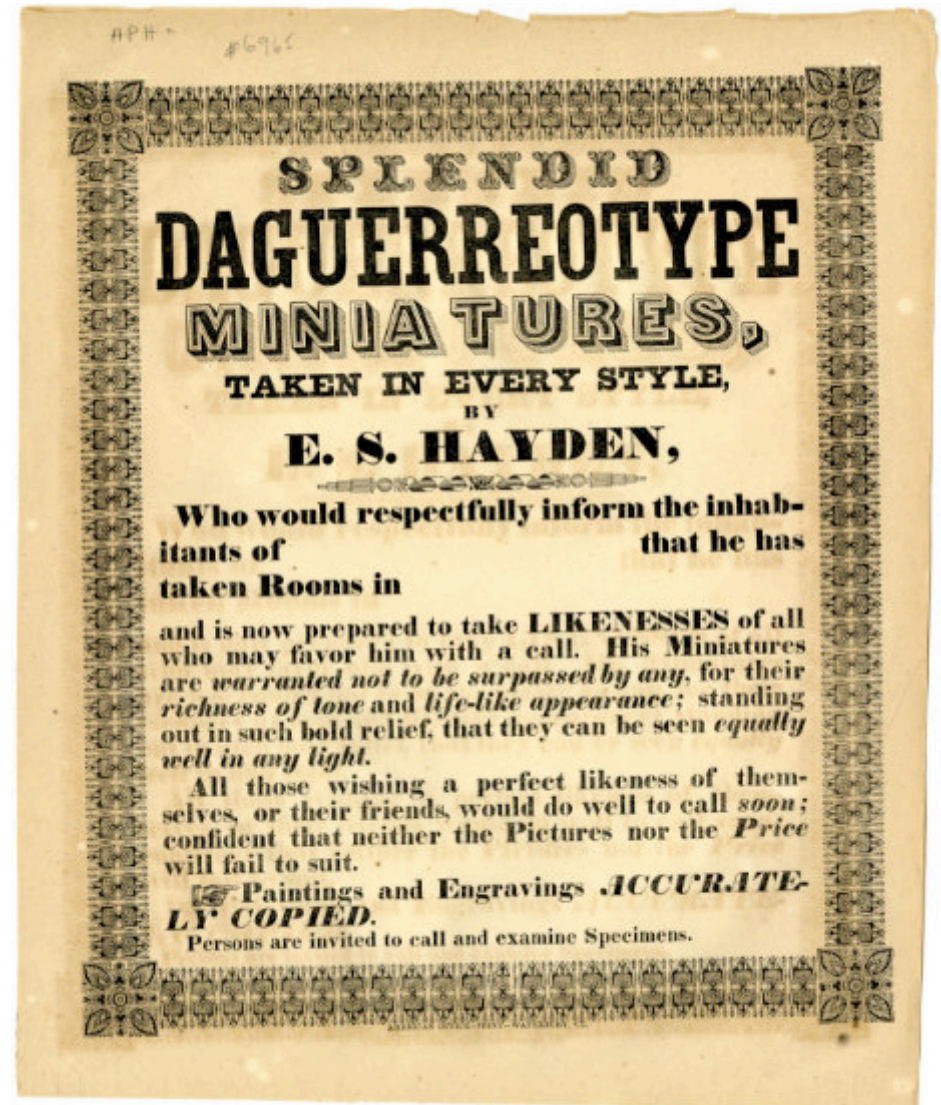 APH
#6965
SPLENDID
DAGUERREOTYPE
MINIATURES,
TAKEN IN EVERY STYLE,
BY
E. S. HAYDEN,
Who would respectfully inform the inhab-
itants of that he has
taken Rooms in
and is now prepared to take LIKENESSES of all
who may favor him with a call. His Miniatures
are warranted not to be surpassed by any, for their
richness of tone and life-like appearance; standing
out in such bold relief, that they can be seen equally
well in any light.
All those wishing a perfect likeness of them-
selves, or their friends, would do well to call soon;
confident that neither the Pictures nor the Price
will fail to suit.
☞ Paintings and Engravings ACCURATE-
LY COPIED.
Persons are invited to call and examine Specimens.